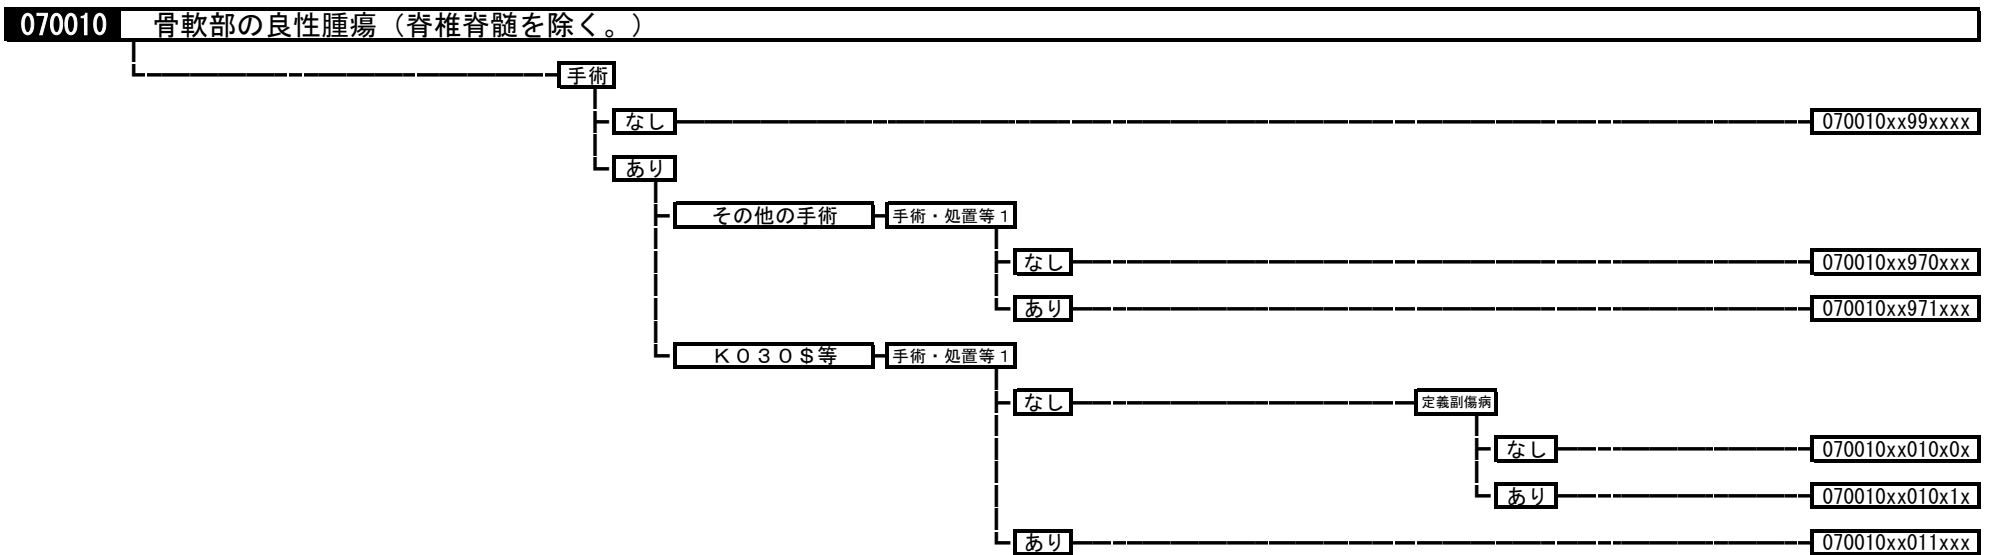 070010 骨軟部の良性腫瘍（脊椎脊髄を除く。）
手術
なし 070010xx99xxxx
あり
その他の手術 手術・処置等１
なし 070010xx970xxx
あり 070010xx971xxx
Ｋ０３０＄等 手術・処置等１
なし 定義副傷病
なし 070010xx010x0x
あり 070010xx010x1x
あり 070010xx011xxx